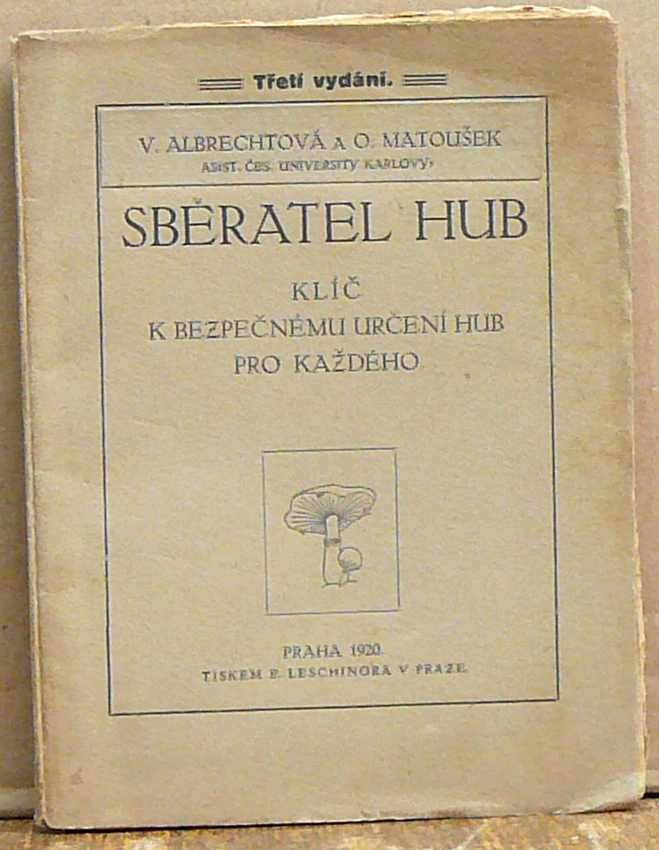 Třetí vydání.
V. ALBRECHTOVÁ A O. MATOUŠEK
ASIST. ČES. UNIVERSITY KARLOVY.
SBĚRATEL HUB
KLÍČ
K BEZPEČNÉMU URČENÍ HUB
PRO KAŽDÉHO
PRAHA 1920.
TISKEM E. LESCHINGRA V PRAZE.